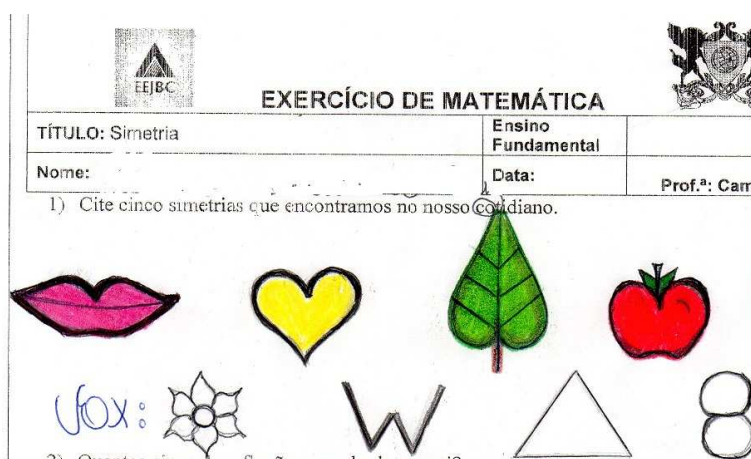 EEJBC
EXERCÍCIO DE MATEMÁTICA
TÍTULO: Simetria
Ensino
Fundamental
Nome:
Data:
Prof.ª: Cam
1) Cite cinco simetrias que encontramos no nosso cotidiano.
W
8